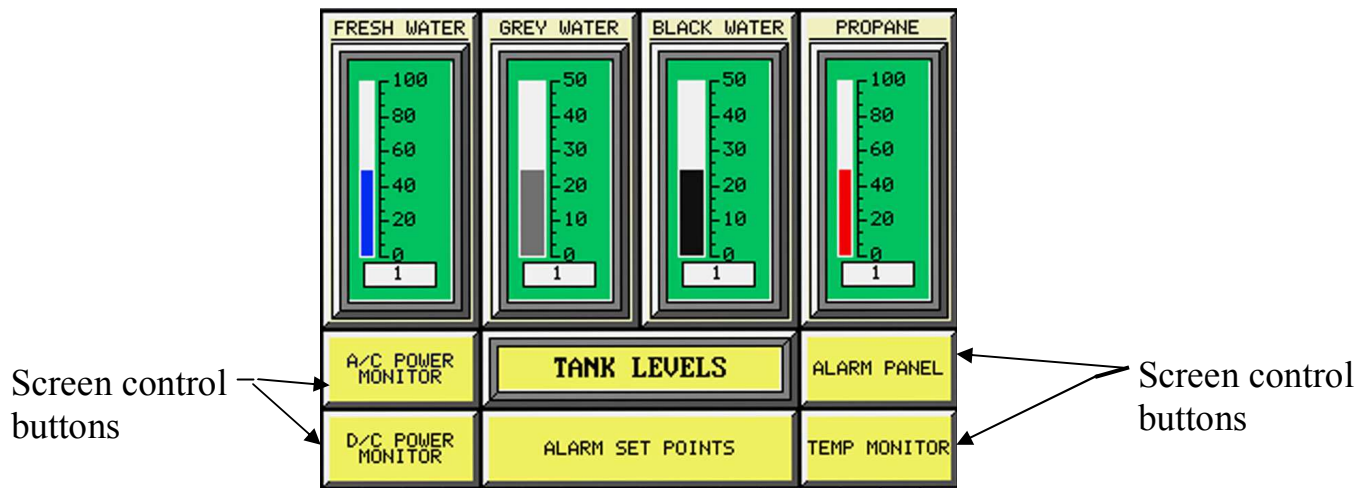 FRESH WATER
GREY WATER
BLACK WATER
PROPANE
100
80
60
40
20
0
1
50
40
30
20
10
0
1
50
40
30
20
10
0
1
100
80
60
40
20
0
1
A/C POWER
MONITOR
TANK LEVELS
ALARM PANEL
D/C POWER
MONITOR
ALARM SET POINTS
TEMP MONITOR
Screen control
buttons
Screen control
buttons